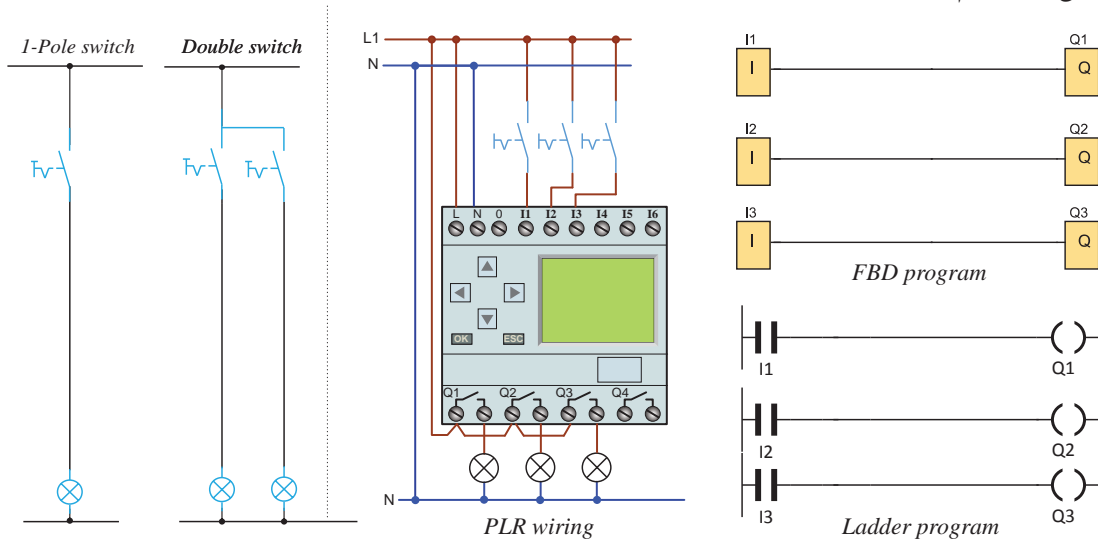 1-Pole switch
Double switch
L1
N
L N 0 I1 I2 I3 I4 I5 I6
OK ESC
Q1 Q2 Q3 Q4
N
PLR wiring
I1 Q1
I Q
I2 Q2
I Q
I3 Q3
I Q
FBD program
I1 Q1
I2 Q2
I3 Q3
Ladder program